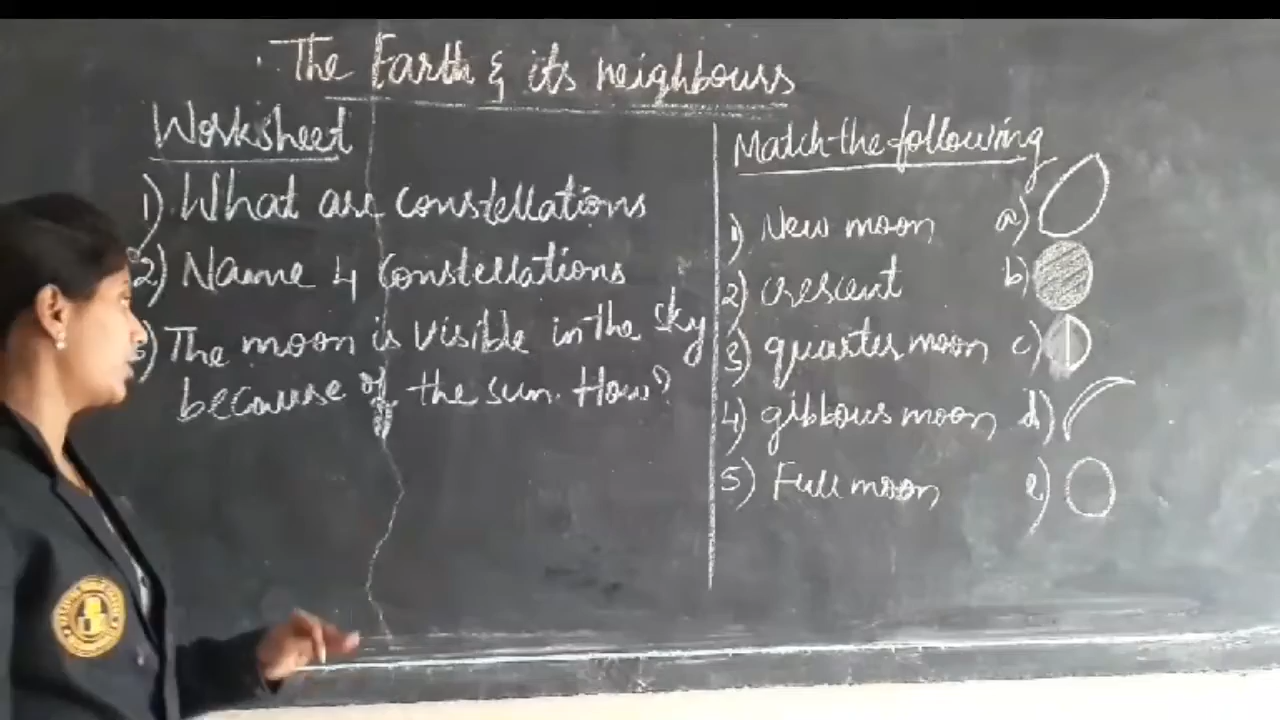 The Earth & its neighbours
Worksheet
1) What are constellations
2) Name 4 constellations
3) The moon is visible in the sky
because of the sun. How?
Match the following
1) New moon a)
2) crescent b)
3) quarter moon c)
4) gibbous moon d)
5) Full moon e)